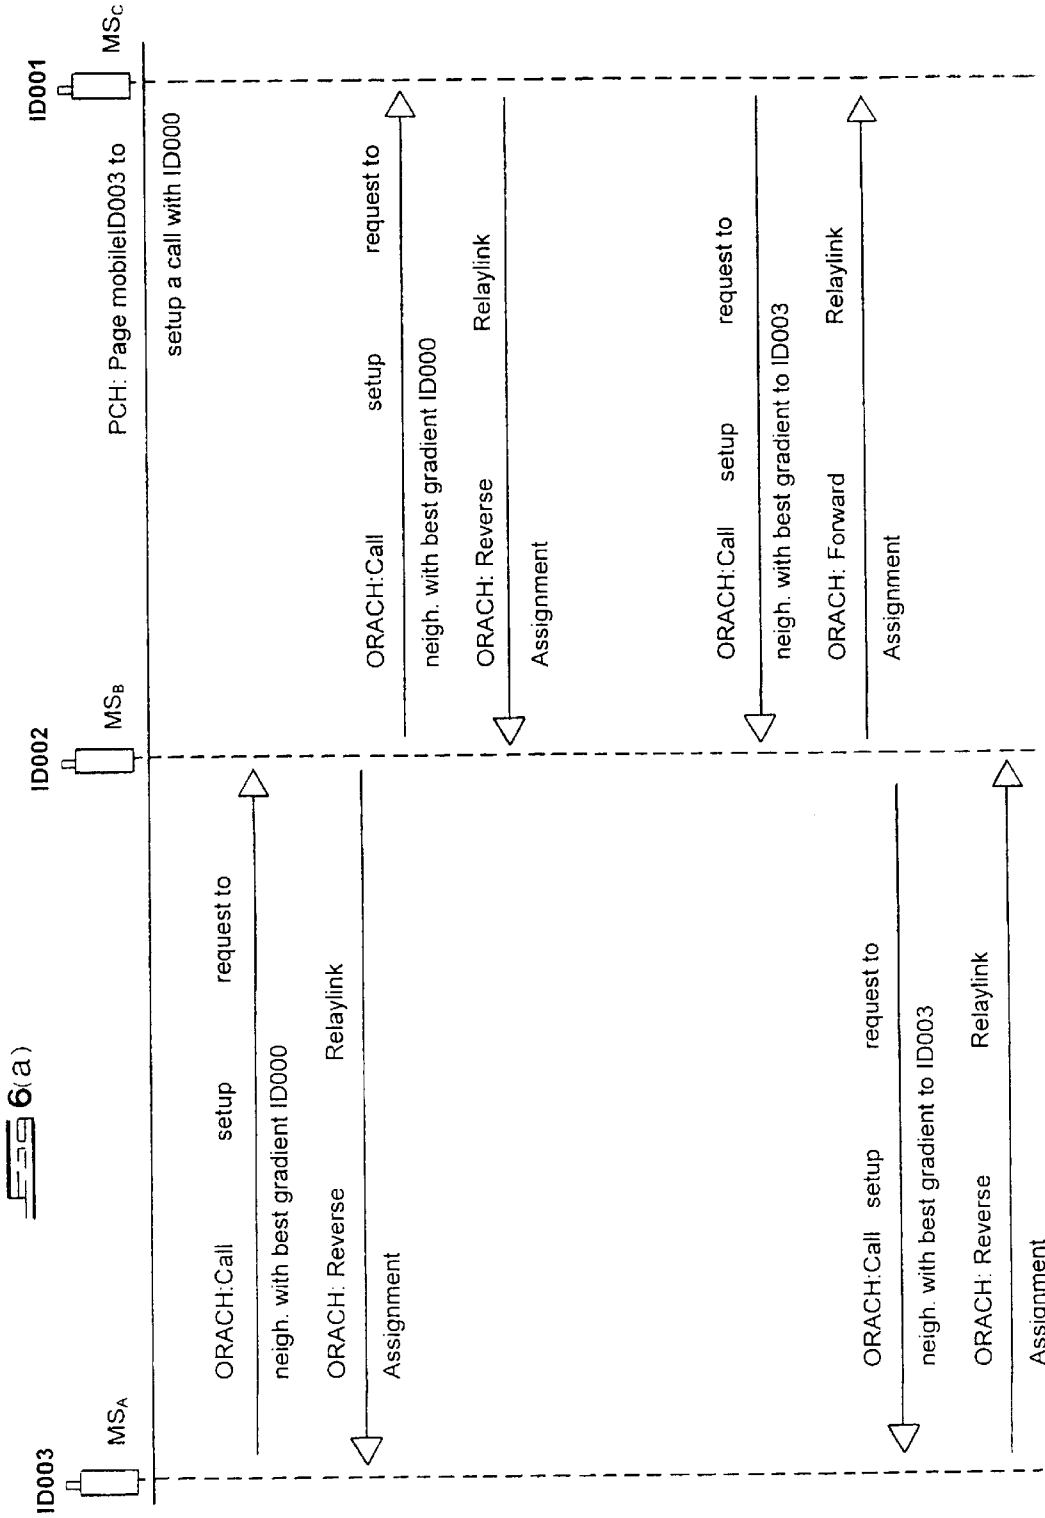 FIG 6(a)
ID003
MSA
ID002
MSB
ID001
MSC
PCH: Page mobileID003 to
setup a call with ID000
ORACH:Call setup request to
neigh. with best gradient ID000
ORACH: Reverse Relaylink
Assignment
ORACH:Call setup request to
neigh. with best gradient ID000
ORACH: Reverse Relaylink
Assignment
ORACH:Call setup request to
neigh. with best gradient to ID003
ORACH: Forward Relaylink
Assignment
ORACH:Call setup request to
neigh. with best gradient to ID003
ORACH: Reverse Relaylink
Assignment